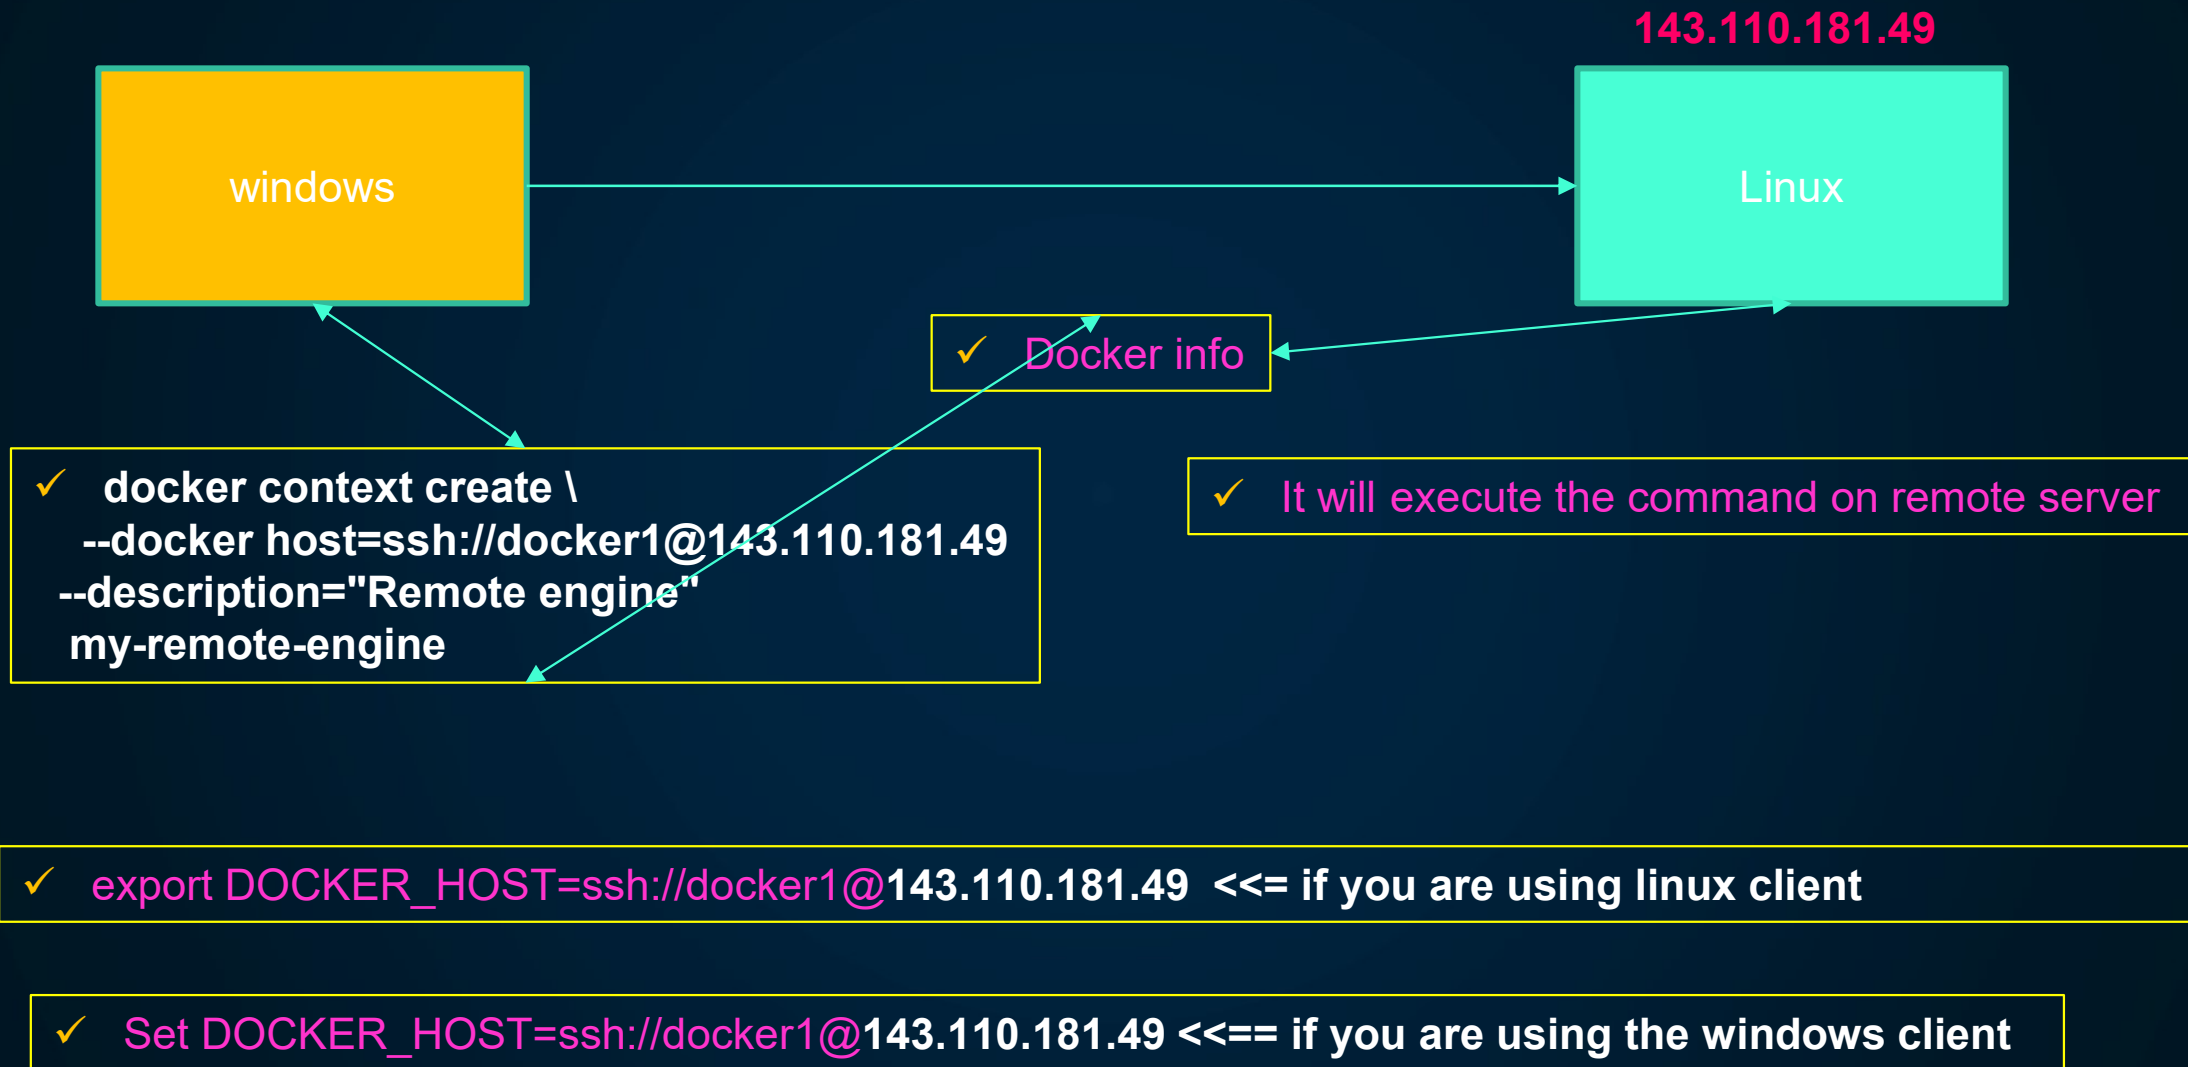 143.110.181.49
windows
Linux
✓ Docker info
✓ docker context create \
--docker host=ssh://docker1@143.110.181.49
--description="Remote engine"
my-remote-engine
✓ It will execute the command on remote server
✓ export DOCKER_HOST=ssh://docker1@143.110.181.49 <<= if you are using linux client
✓ Set DOCKER_HOST=ssh://docker1@143.110.181.49 <<== if you are using the windows client